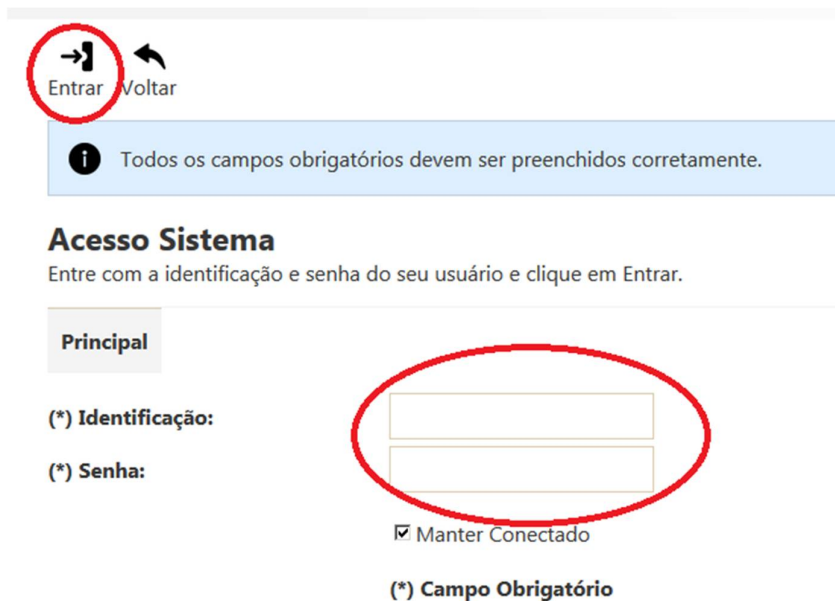 Entrar Voltar
Todos os campos obrigatórios devem ser preenchidos corretamente.
Acesso Sistema
Entre com a identificação e senha do seu usuário e clique em Entrar.
Principal
(*) Identificação:
(*) Senha:
Manter Conectado
(*) Campo Obrigatório